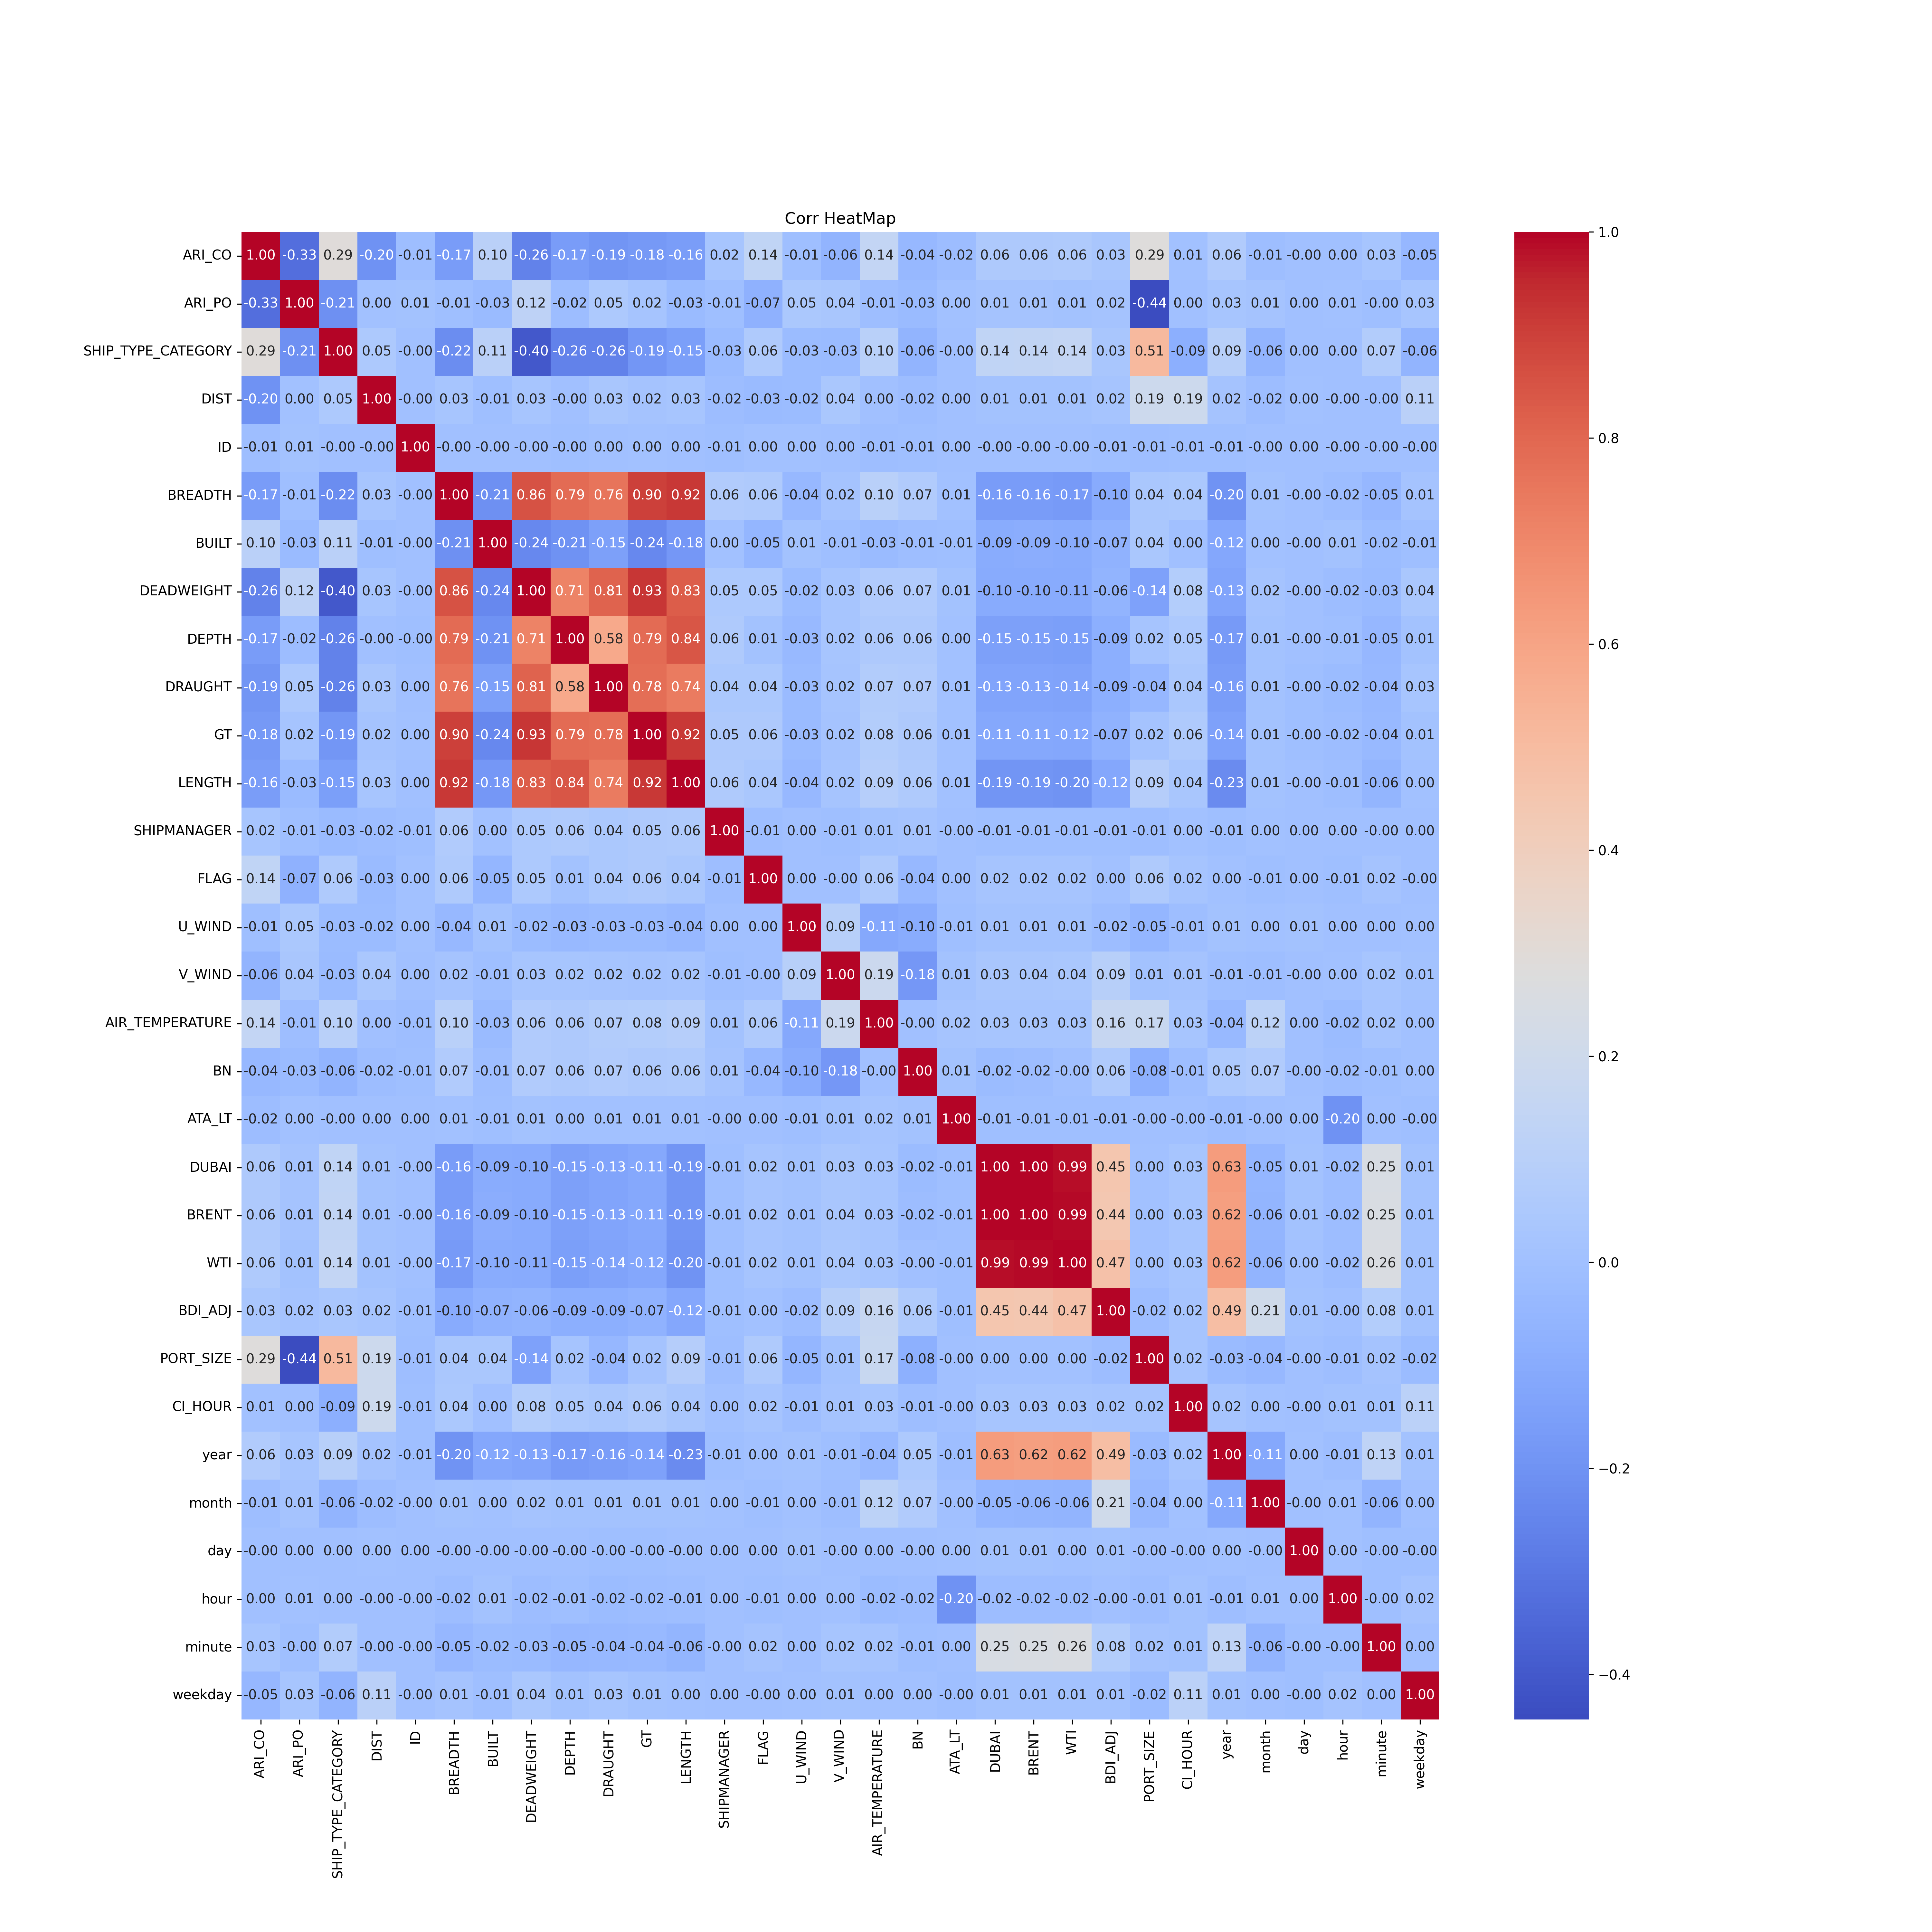 Corr HeatMap
ARI_CO 1.00 -0.33 0.29 -0.20 -0.01 -0.17 0.10 -0.26 -0.17 -0.19 -0.18 -0.16 0.02 0.14 -0.01 -0.06 0.14 -0.04 -0.02 0.06 0.06 0.06 0.03 0.29 0.01 0.06 -0.01 -0.00 0.00 0.03 -0.05
ARI_PO -0.33 1.00 -0.21 0.00 0.01 -0.01 -0.03 0.12 -0.02 0.05 0.02 -0.03 -0.01 -0.07 0.05 0.04 -0.01 -0.03 0.00 0.01 0.01 0.01 0.02 -0.44 0.00 0.03 0.01 0.00 0.01 -0.00 0.03
SHIP_TYPE_CATEGORY 0.29 -0.21 1.00 0.05 -0.00 -0.22 0.11 -0.40 -0.26 -0.26 -0.19 -0.15 -0.03 0.06 -0.03 -0.03 0.10 -0.06 -0.00 0.14 0.14 0.14 0.03 0.51 -0.09 0.09 -0.06 0.00 0.00 0.07 -0.06
DIST -0.20 0.00 0.05 1.00 -0.00 0.03 -0.01 0.03 -0.00 0.03 0.02 0.03 -0.02 -0.03 -0.02 0.04 0.00 -0.02 0.00 0.01 0.01 0.01 0.02 0.19 0.19 0.02 -0.02 0.00 -0.00 -0.00 0.11
ID -0.01 0.01 -0.00 -0.00 1.00 -0.00 -0.00 -0.00 -0.00 0.00 0.00 0.00 -0.01 0.00 0.00 0.00 -0.01 -0.01 0.00 -0.00 -0.00 -0.00 -0.01 -0.01 -0.01 -0.01 -0.00 0.00 -0.00 -0.00 -0.00
BREADTH -0.17 -0.01 -0.22 0.03 -0.00 1.00 -0.21 0.86 0.79 0.76 0.90 0.92 0.06 0.06 -0.04 0.02 0.10 0.07 0.01 -0.16 -0.16 -0.17 -0.10 0.04 0.04 -0.20 0.01 -0.00 -0.02 -0.05 0.01
BUILT 0.10 -0.03 0.11 -0.01 -0.00 -0.21 1.00 -0.24 -0.21 -0.15 -0.24 -0.18 0.00 -0.05 0.01 -0.01 -0.03 -0.01 -0.01 -0.09 -0.09 -0.10 -0.07 0.04 0.00 -0.12 0.00 -0.00 0.01 -0.02 -0.01
DEADWEIGHT -0.26 0.12 -0.40 0.03 -0.00 0.86 -0.24 1.00 0.71 0.81 0.93 0.83 0.05 0.05 -0.02 0.03 0.06 0.07 0.01 -0.10 -0.10 -0.11 -0.06 -0.14 0.08 -0.13 0.02 -0.00 -0.02 -0.03 0.04
DEPTH -0.17 -0.02 -0.26 -0.00 -0.00 0.79 -0.21 0.71 1.00 0.58 0.79 0.84 0.06 0.01 -0.03 0.02 0.06 0.06 0.00 -0.15 -0.15 -0.15 -0.09 0.02 0.05 -0.17 0.01 -0.00 -0.01 -0.05 0.01
DRAUGHT -0.19 0.05 -0.26 0.03 0.00 0.76 -0.15 0.81 0.58 1.00 0.78 0.74 0.04 0.04 -0.03 0.02 0.07 0.07 0.01 -0.13 -0.13 -0.14 -0.09 -0.04 0.04 -0.16 0.01 -0.00 -0.02 -0.04 0.03
GT -0.18 0.02 -0.19 0.02 0.00 0.90 -0.24 0.93 0.79 0.78 1.00 0.92 0.05 0.06 -0.03 0.02 0.08 0.06 0.01 -0.11 -0.11 -0.12 -0.07 0.02 0.06 -0.14 0.01 -0.00 -0.02 -0.04 0.01
LENGTH -0.16 -0.03 -0.15 0.03 0.00 0.92 -0.18 0.83 0.84 0.74 0.92 1.00 0.06 0.04 -0.04 0.02 0.09 0.06 0.01 -0.19 -0.19 -0.20 -0.12 0.09 0.04 -0.23 0.01 -0.00 -0.01 -0.06 0.00
SHIPMANAGER 0.02 -0.01 -0.03 -0.02 -0.01 0.06 0.00 0.05 0.06 0.04 0.05 0.06 1.00 -0.01 0.00 -0.01 0.01 0.01 -0.00 -0.01 -0.01 -0.01 -0.01 -0.01 0.00 -0.01 0.00 0.00 0.00 -0.00 0.00
FLAG 0.14 -0.07 0.06 -0.03 0.00 0.06 -0.05 0.05 0.01 0.04 0.06 0.04 -0.01 1.00 0.00 -0.00 0.06 -0.04 0.00 0.02 0.02 0.02 0.00 0.06 0.02 0.00 -0.01 0.00 -0.01 0.02 -0.00
U_WIND -0.01 0.05 -0.03 -0.02 0.00 -0.04 0.01 -0.02 -0.03 -0.03 -0.03 -0.04 0.00 0.00 1.00 0.09 -0.11 -0.10 -0.01 0.01 0.01 0.01 -0.02 -0.05 -0.01 0.01 0.00 0.01 0.00 0.00 0.00
V_WIND -0.06 0.04 -0.03 0.04 0.00 0.02 -0.01 0.03 0.02 0.02 0.02 0.02 -0.01 -0.00 0.09 1.00 0.19 -0.18 0.01 0.03 0.04 0.04 0.09 0.01 0.01 -0.01 -0.01 -0.00 0.00 0.02 0.01
AIR_TEMPERATURE 0.14 -0.01 0.10 0.00 -0.01 0.10 -0.03 0.06 0.06 0.07 0.08 0.09 0.01 0.06 -0.11 0.19 1.00 -0.00 0.02 0.03 0.03 0.03 0.16 0.17 0.03 -0.04 0.12 0.00 -0.02 0.02 0.00
BN -0.04 -0.03 -0.06 -0.02 -0.01 0.07 -0.01 0.07 0.06 0.07 0.06 0.06 0.01 -0.04 -0.10 -0.18 -0.00 1.00 0.01 -0.02 -0.02 -0.00 0.06 -0.08 -0.01 0.05 0.07 -0.00 -0.02 -0.01 0.00
ATA_LT -0.02 0.00 -0.00 0.00 0.00 0.01 -0.01 0.01 0.00 0.01 0.01 0.01 -0.00 0.00 -0.01 0.01 0.02 0.01 1.00 -0.01 -0.01 -0.01 -0.01 -0.00 -0.00 -0.01 -0.00 0.00 -0.20 0.00 -0.00
DUBAI 0.06 0.01 0.14 0.01 -0.00 -0.16 -0.09 -0.10 -0.15 -0.13 -0.11 -0.19 -0.01 0.02 0.01 0.03 0.03 -0.02 -0.01 1.00 1.00 0.99 0.45 0.00 0.03 0.63 -0.05 0.01 -0.02 0.25 0.01
BRENT 0.06 0.01 0.14 0.01 -0.00 -0.16 -0.09 -0.10 -0.15 -0.13 -0.11 -0.19 -0.01 0.02 0.01 0.04 0.03 -0.02 -0.01 1.00 1.00 0.99 0.44 0.00 0.03 0.62 -0.06 0.01 -0.02 0.25 0.01
WTI 0.06 0.01 0.14 0.01 -0.00 -0.17 -0.10 -0.11 -0.15 -0.14 -0.12 -0.20 -0.01 0.02 0.01 0.04 0.03 -0.00 -0.01 0.99 0.99 1.00 0.47 0.00 0.03 0.62 -0.06 0.00 -0.02 0.26 0.01
BDI_ADJ 0.03 0.02 0.03 0.02 -0.01 -0.10 -0.07 -0.06 -0.09 -0.09 -0.07 -0.12 -0.01 0.00 -0.02 0.09 0.16 0.06 -0.01 0.45 0.44 0.47 1.00 -0.02 0.02 0.49 0.21 0.01 -0.00 0.08 0.01
PORT_SIZE 0.29 -0.44 0.51 0.19 -0.01 0.04 0.04 -0.14 0.02 -0.04 0.02 0.09 -0.01 0.06 -0.05 0.01 0.17 -0.08 -0.00 0.00 0.00 0.00 -0.02 1.00 0.02 -0.03 -0.04 -0.00 -0.01 0.02 -0.02
CI_HOUR 0.01 0.00 -0.09 0.19 -0.01 0.04 0.00 0.08 0.05 0.04 0.06 0.04 0.00 0.02 -0.01 0.01 0.03 -0.01 -0.00 0.03 0.03 0.03 0.02 0.02 1.00 0.02 0.00 -0.00 0.01 0.01 0.11
year 0.06 0.03 0.09 0.02 -0.01 -0.20 -0.12 -0.13 -0.17 -0.16 -0.14 -0.23 -0.01 0.00 0.01 -0.01 -0.04 0.05 -0.01 0.63 0.62 0.62 0.49 -0.03 0.02 1.00 -0.11 0.00 -0.01 0.13 0.01
month -0.01 0.01 -0.06 -0.02 -0.00 0.01 0.00 0.02 0.01 0.01 0.01 0.01 0.00 -0.01 0.00 -0.01 0.12 0.07 -0.00 -0.05 -0.06 -0.06 0.21 -0.04 0.00 -0.11 1.00 -0.00 0.01 -0.06 0.00
day -0.00 0.00 0.00 0.00 0.00 -0.00 -0.00 -0.00 -0.00 -0.00 -0.00 -0.00 0.00 0.00 0.01 -0.00 0.00 -0.00 0.00 0.01 0.01 0.00 0.01 -0.00 -0.00 0.00 -0.00 1.00 0.00 -0.00 -0.00
hour 0.00 0.01 0.00 -0.00 -0.00 -0.02 0.01 -0.02 -0.01 -0.02 -0.02 -0.01 0.00 -0.01 0.00 0.00 -0.02 -0.02 -0.20 -0.02 -0.02 -0.02 -0.00 -0.01 0.01 -0.01 0.01 0.00 1.00 -0.00 0.02
minute 0.03 -0.00 0.07 -0.00 -0.00 -0.05 -0.02 -0.03 -0.05 -0.04 -0.04 -0.06 -0.00 0.02 0.00 0.02 0.02 -0.01 0.00 0.25 0.25 0.26 0.08 0.02 0.01 0.13 -0.06 -0.00 -0.00 1.00 0.00
weekday -0.05 0.03 -0.06 0.11 -0.00 0.01 -0.01 0.04 0.01 0.03 0.01 0.00 0.00 -0.00 0.00 0.01 0.00 0.00 -0.00 0.01 0.01 0.01 0.01 -0.02 0.11 0.01 0.00 -0.00 0.02 0.00 1.00
ARI_CO ARI_PO SHIP_TYPE_CATEGORY DIST ID BREADTH BUILT DEADWEIGHT DEPTH DRAUGHT GT LENGTH SHIPMANAGER FLAG U_WIND V_WIND AIR_TEMPERATURE BN ATA_LT DUBAI BRENT WTI BDI_ADJ PORT_SIZE CI_HOUR year month day hour minute weekday
1.0
0.8
0.6
0.4
0.2
0.0
−0.2
−0.4